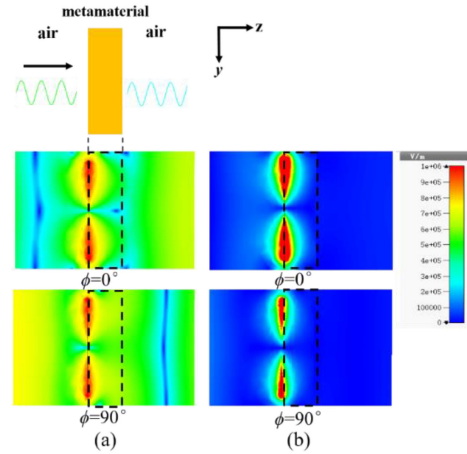 metamaterial
air air
z
y
V/m
1e+06
9e+05
8e+05
7e+05
6e+05
5e+05
4e+05
3e+05
2e+05
100000
0
ϕ=0° ϕ=0°
ϕ=90° ϕ=90°
(a) (b)